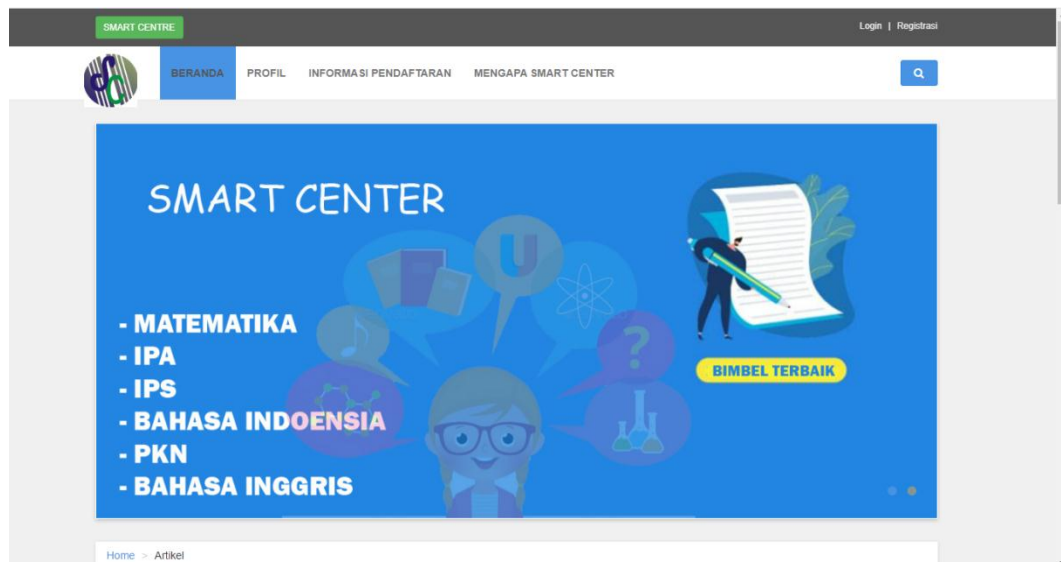 SMART CENTRE
Login | Registrasi
BERANDA PROFIL INFORMASI PENDAFTARAN MENGAPA SMART CENTER
SMART CENTER
U
?
- MATEMATIKA
- IPA
- IPS
- BAHASA INDOENSIA
- PKN
- BAHASA INGGRIS
BIMBEL TERBAIK
Home > Artikel